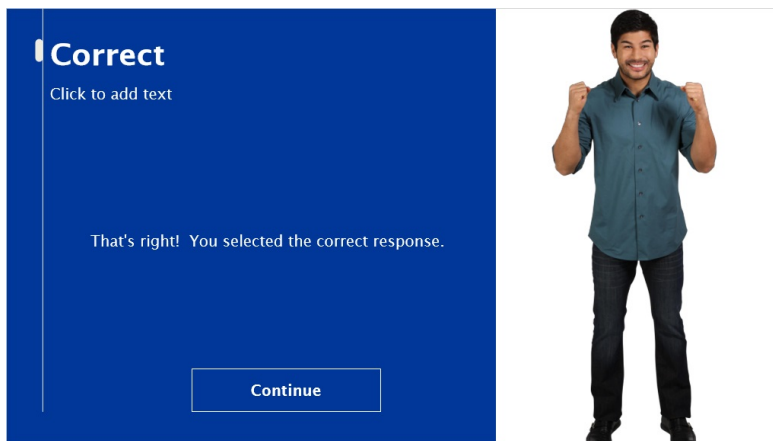 Correct
Click to add text
That's right!  You selected the correct response.
Continue